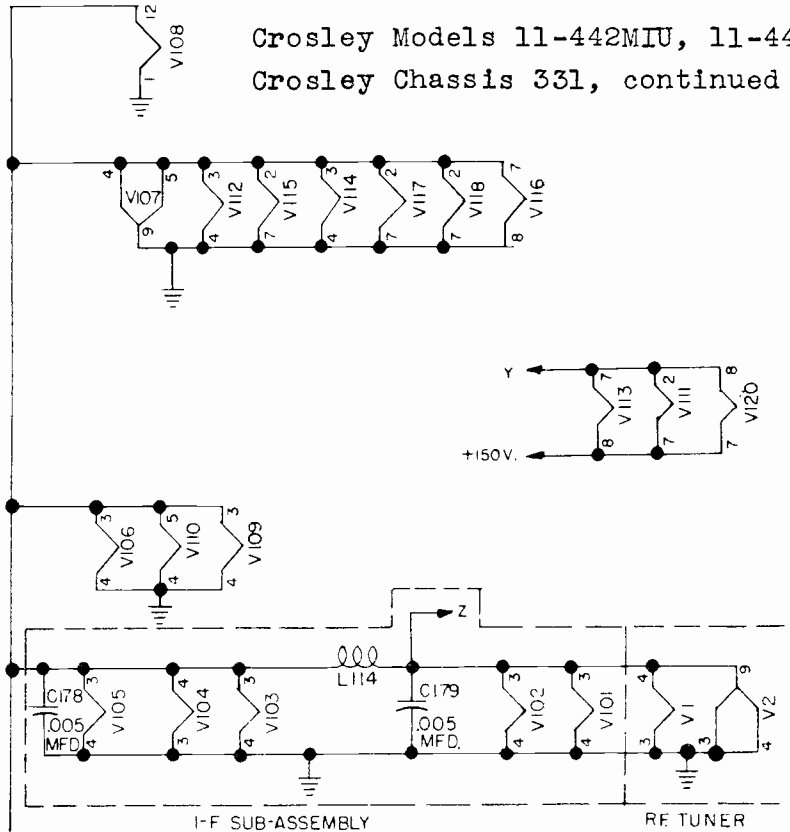 12
V108
1
Crosley Models 11-442MIU, 11-44
Crosley Chassis 331, continued
4 5 3 2 3 2 2 7
V107 V112 V115 V114 V117 V118 V116
9 4 7 4 7 7 8
Y 7 2 8
V113 V111 V120
+150V. 8 7 7
3 5 3
V106 V110 V109
4 4 4
Z
C178 3 4 3 L114 C179 3 3 4 9
.005 V105 V104 V103 .005 V102 V101 V1 V2
MFD. 4 3 4 MFD. 4 4 3 3 4
I-F SUB-ASSEMBLY RF. TUNER